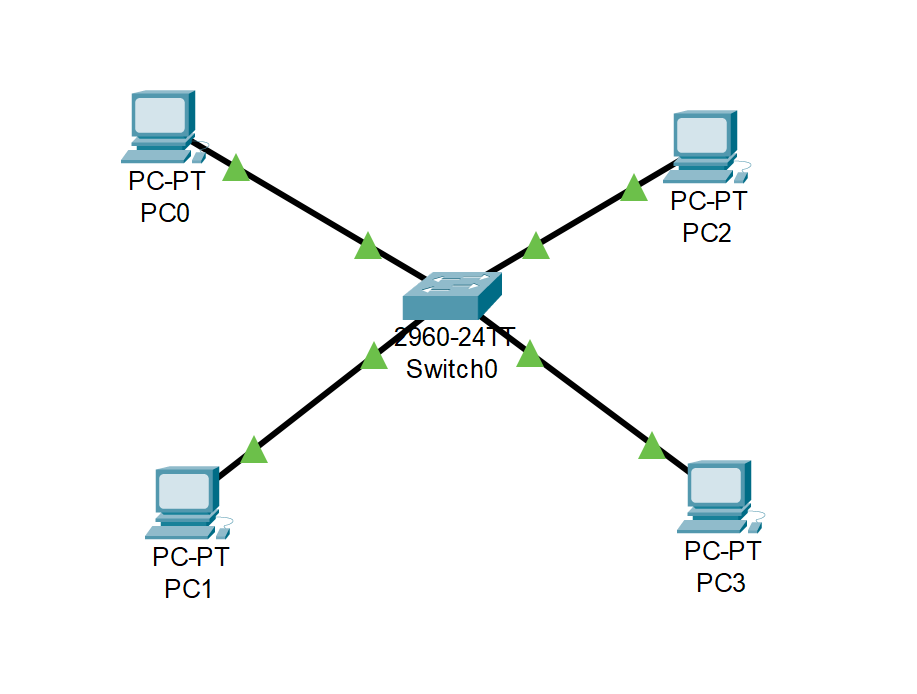 PC-PT
PC0
PC-PT
PC2
2960-24TT
Switch0
PC-PT
PC1
PC-PT
PC3